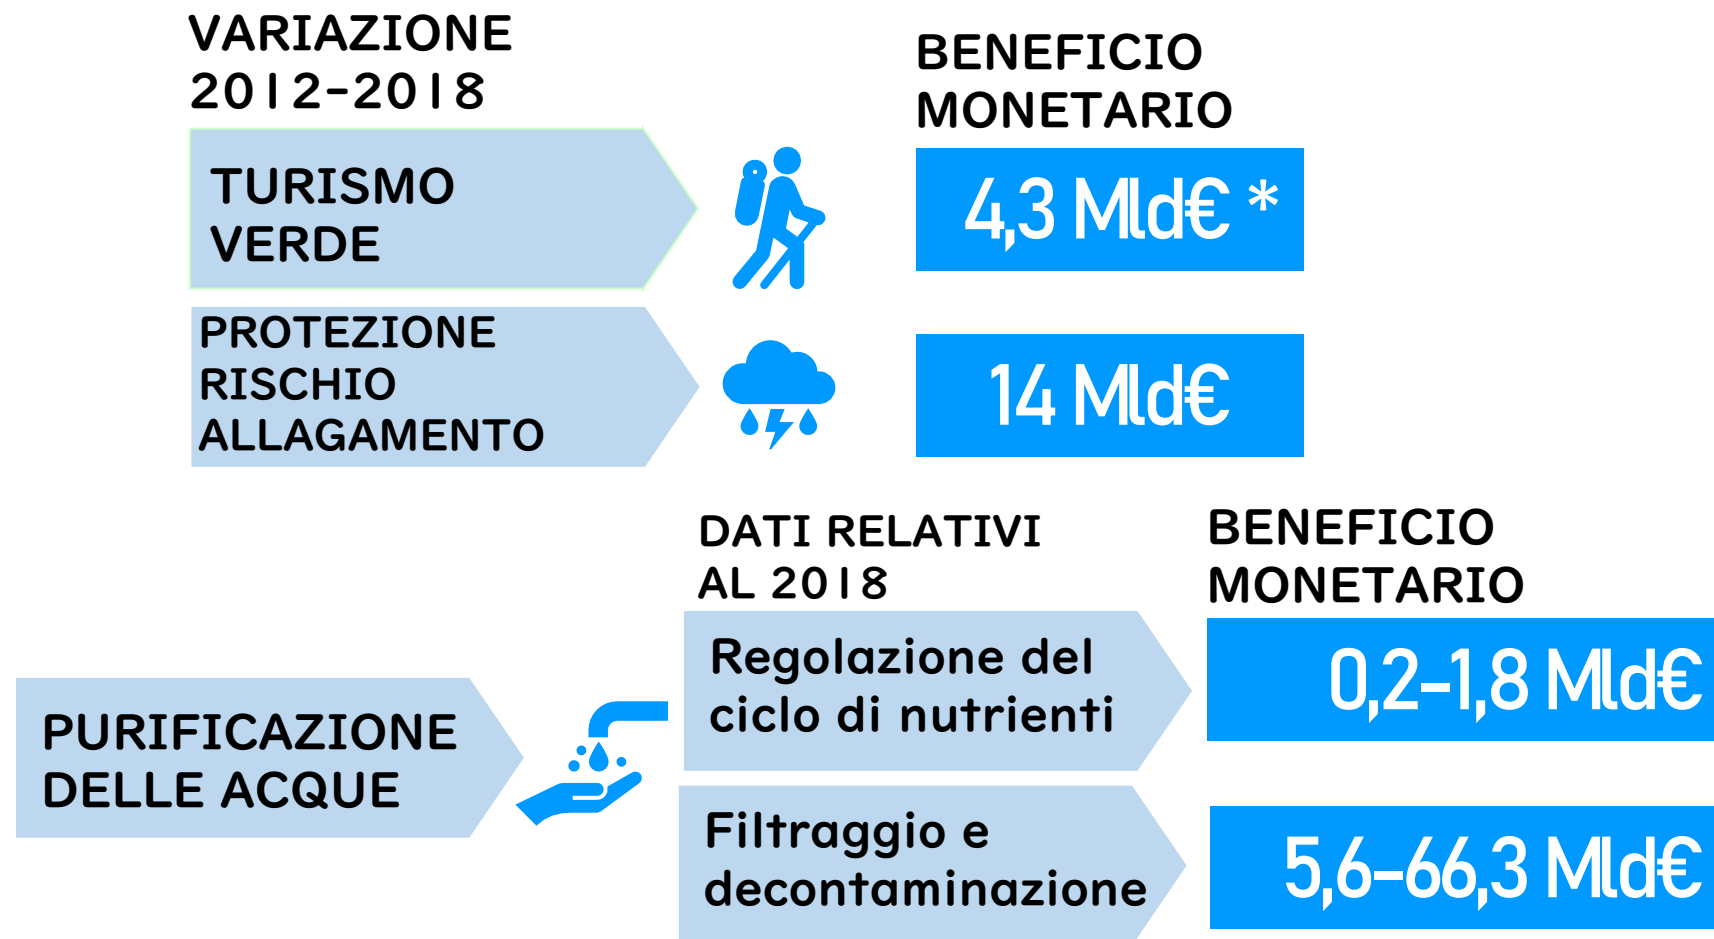 VARIAZIONE
2012-2018
BENEFICIO
MONETARIO
TURISMO
VERDE
4,3 Mld€ *
PROTEZIONE
RISCHIO
ALLAGAMENTO
14 Mld€
DATI RELATIVI
AL 2018
BENEFICIO
MONETARIO
PURIFICAZIONE
DELLE ACQUE
Regolazione del
ciclo di nutrienti
0,2-1,8 Mld€
Filtraggio e
decontaminazione
5,6-66,3 Mld€